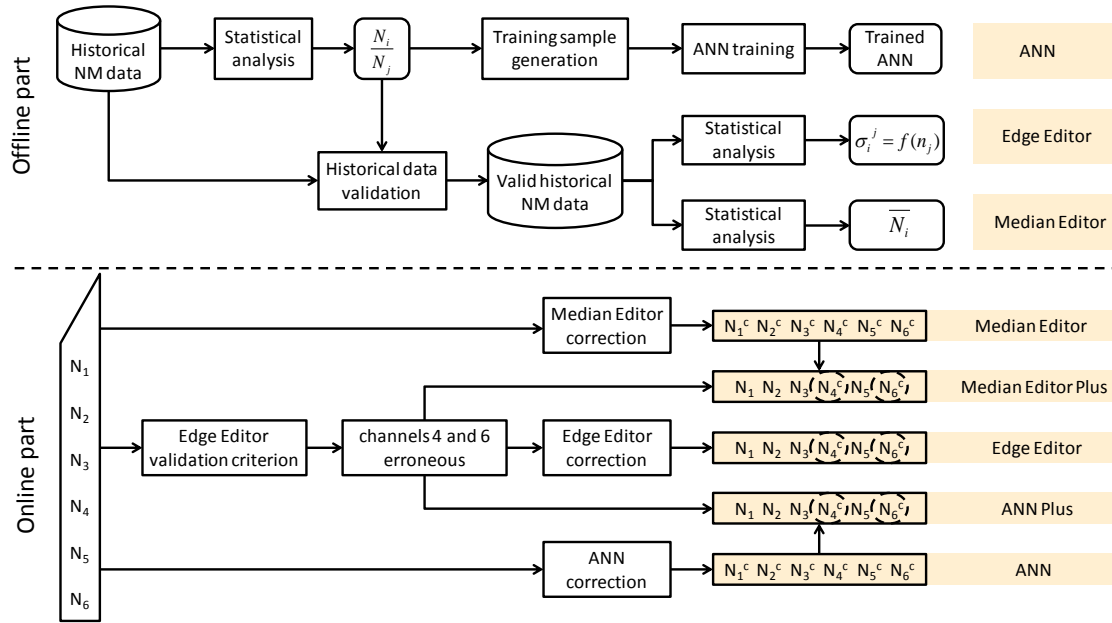 Offline part
Historical
NM data
Statistical
analysis
N_i
N_j
Training sample
generation
ANN training
Trained
ANN
ANN
Historical data
validation
Valid historical
NM data
Statistical
analysis
σ_i^j = f(n_j)
Edge Editor
Statistical
analysis
N̅_i
Median Editor
Online part
N₁
N₂
N₃
N₄
N₅
N₆
Median Editor
correction
N₁ᶜ N₂ᶜ N₃ᶜ N₄ᶜ N₅ᶜ N₆ᶜ
Median Editor
N₁ N₂ N₃ N₄ᶜ N₅ N₆ᶜ
Median Editor Plus
Edge Editor
validation criterion
channels 4 and 6
erroneous
Edge Editor
correction
N₁ N₂ N₃ N₄ᶜ N₅ N₆ᶜ
Edge Editor
N₁ N₂ N₃ N₄ᶜ N₅ N₆ᶜ
ANN Plus
ANN
correction
N₁ᶜ N₂ᶜ N₃ᶜ N₄ᶜ N₅ᶜ N₆ᶜ
ANN